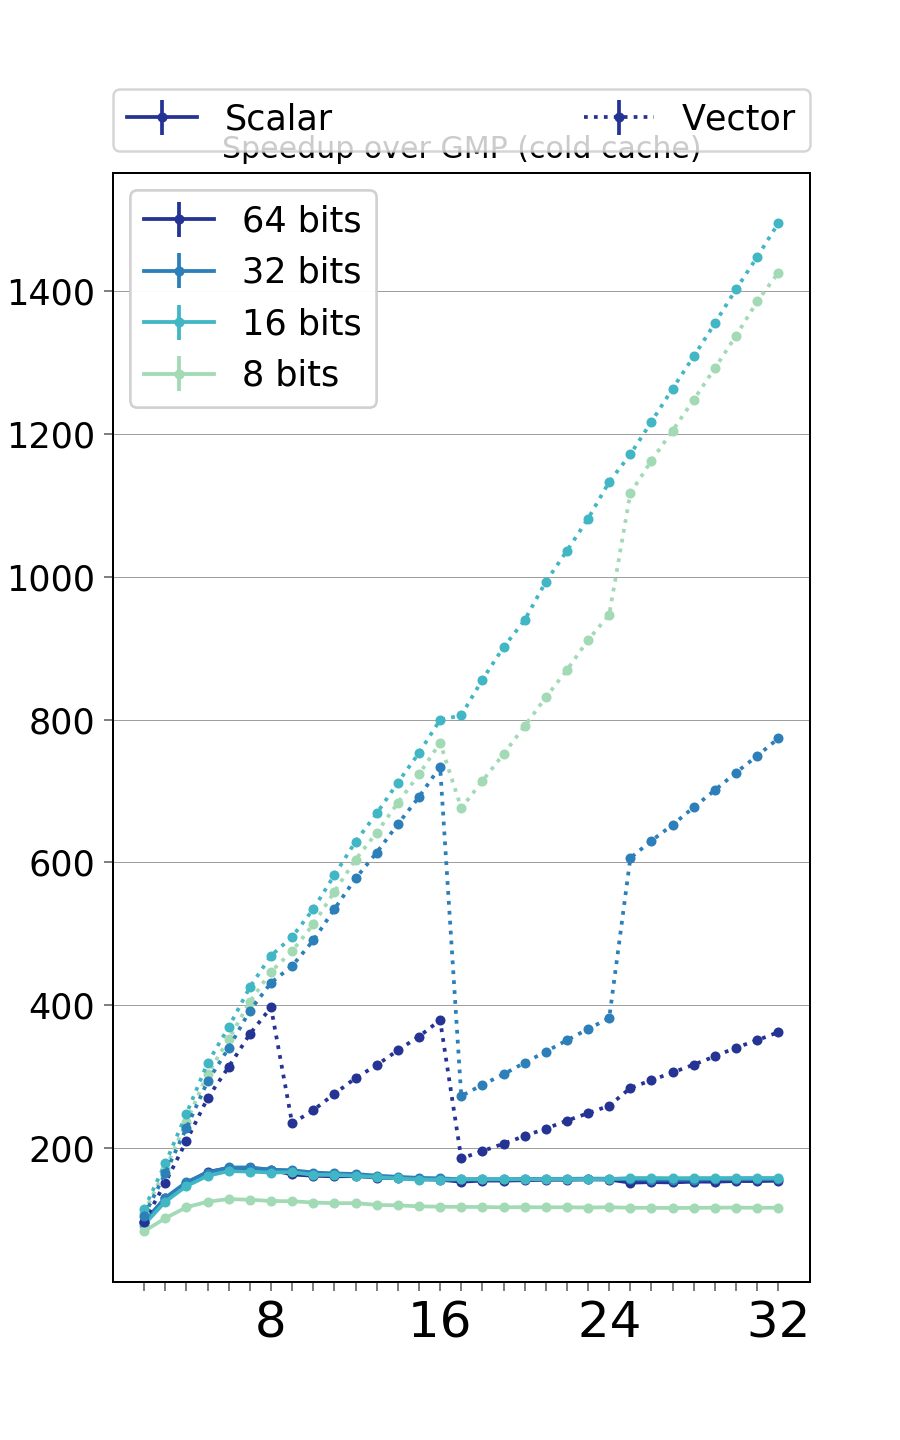 Scalar
Vector
Speedup over GMP (cold cache)
64 bits
32 bits
16 bits
8 bits
1400
1200
1000
800
600
400
200
8 16 24 32